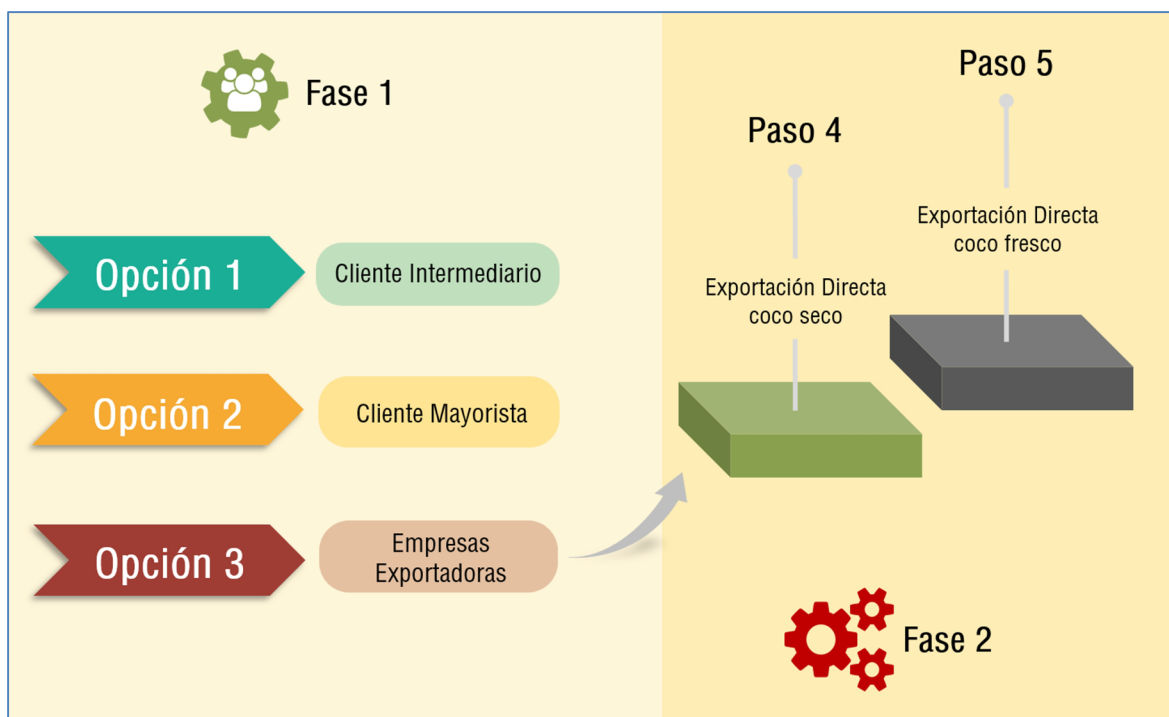 Fase 1
Opción 1
Cliente Intermediario
Opción 2
Cliente Mayorista
Opción 3
Empresas
Exportadoras
Paso 4
Exportación Directa
coco seco
Paso 5
Exportación Directa
coco fresco
Fase 2